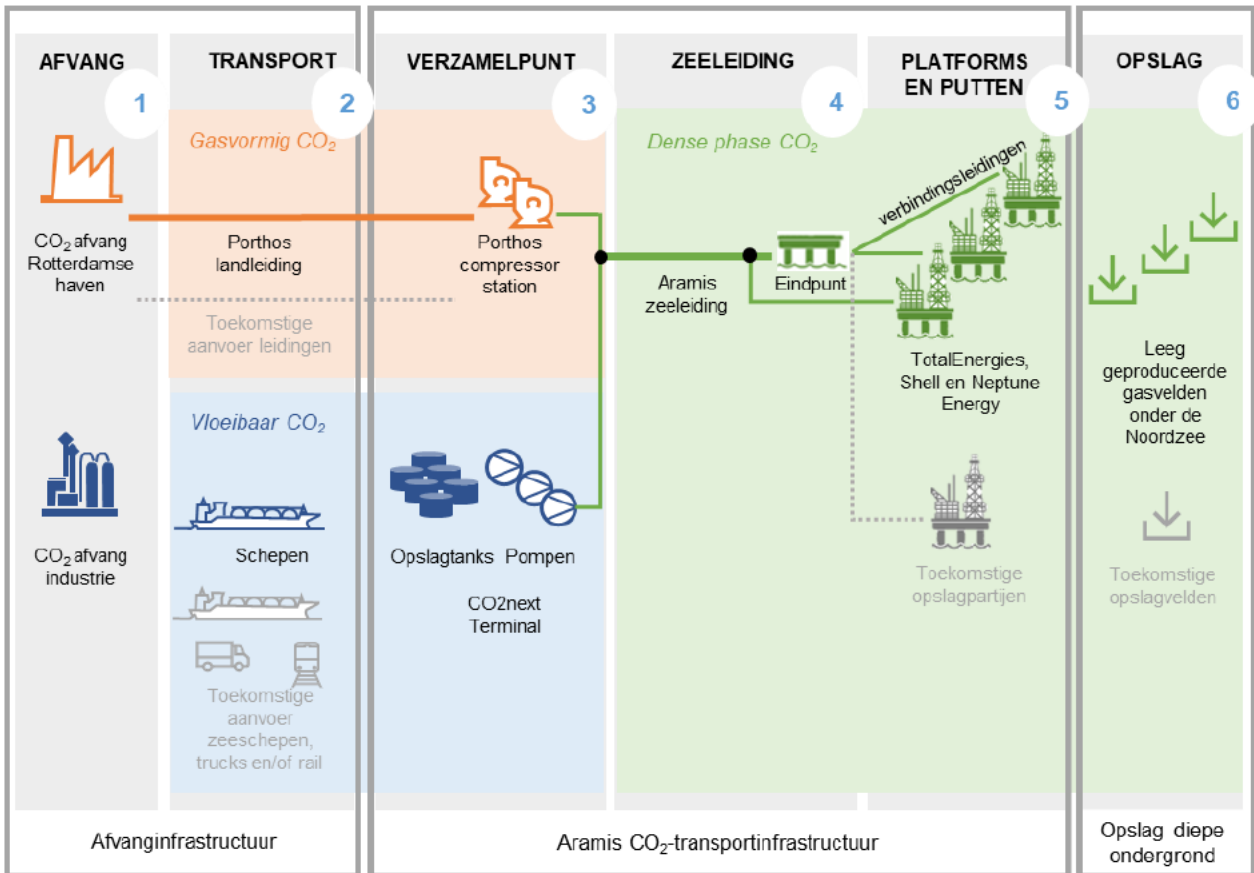 AFVANG
1
TRANSPORT
2
VERZAMELPUNT
3
ZEELEIDING
4
PLATFORMS
EN PUTTEN
5
OPSLAG
6
Gasvormig CO₂
Dense phase CO₂
verbindingsleidingen
C
C
CO₂ afvang
Rotterdamse
haven
Porthos
landleiding
Porthos
compressor
station
Aramis
zeeleiding
Eindpunt
Toekomstige
aanvoer leidingen
TotalEnergies,
Shell en Neptune
Energy
Leeg
geproduceerde
gasvelden
onder de
Noordzee
Vloeibaar CO₂
CO₂ afvang
industrie
Schepen
Opslagtanks
Pompen
CO2next
Terminal
Toekomstige
opslagpartijen
Toekomstige
opslagvelden
Toekomstige
aanvoer
zeeschepen,
trucks en/of rail
Afvanginfrastructuur
Aramis CO₂-transportinfrastructuur
Opslag diepe
ondergrond